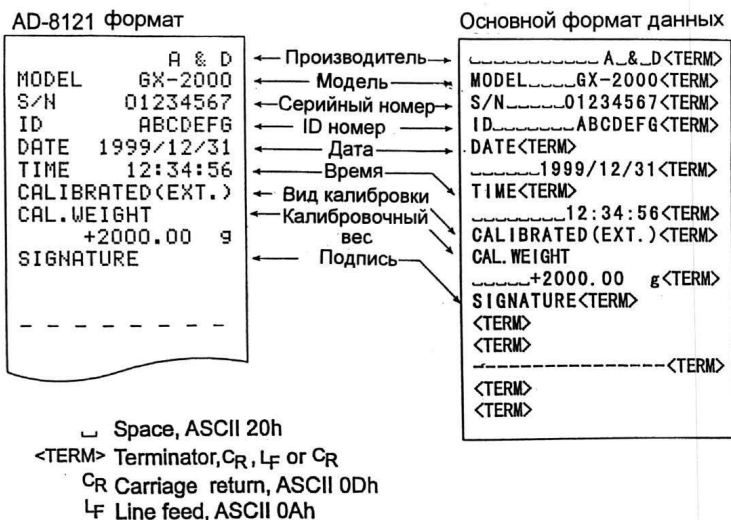 AD-8121 формат
A & D
MODEL GX-2000
S/N 01234567
ID ABCDEFG
DATE 1999/12/31
TIME 12:34:56
CALIBRATED(EXT.)
CAL.WEIGHT
+2000.00 g
SIGNATURE
- - - - - - - -
Производитель
Модель
Серийный номер
ID номер
Дата
Время
Вид калибровки
Калибровочный
вес
Подпись
Основной формат данных
␣␣␣␣␣␣␣␣␣␣␣ A␣&␣D<TERM>
MODEL␣␣␣␣GX-2000<TERM>
S/N␣␣␣␣␣01234567<TERM>
ID␣␣␣␣␣␣␣ABCDEFG<TERM>
DATE<TERM>
␣␣␣␣␣␣1999/12/31<TERM>
TIME<TERM>
␣␣␣␣␣␣␣␣12:34:56<TERM>
CALIBRATED(EXT.)<TERM>
CAL.WEIGHT
␣␣␣␣␣+2000.00 g<TERM>
SIGNATURE<TERM>
<TERM>
<TERM>
----------------<TERM>
<TERM>
<TERM>
␣ Space, ASCII 20h
<TERM> Terminator,CR, LF or CR
CR Carriage return, ASCII 0Dh
LF Line feed, ASCII 0Ah